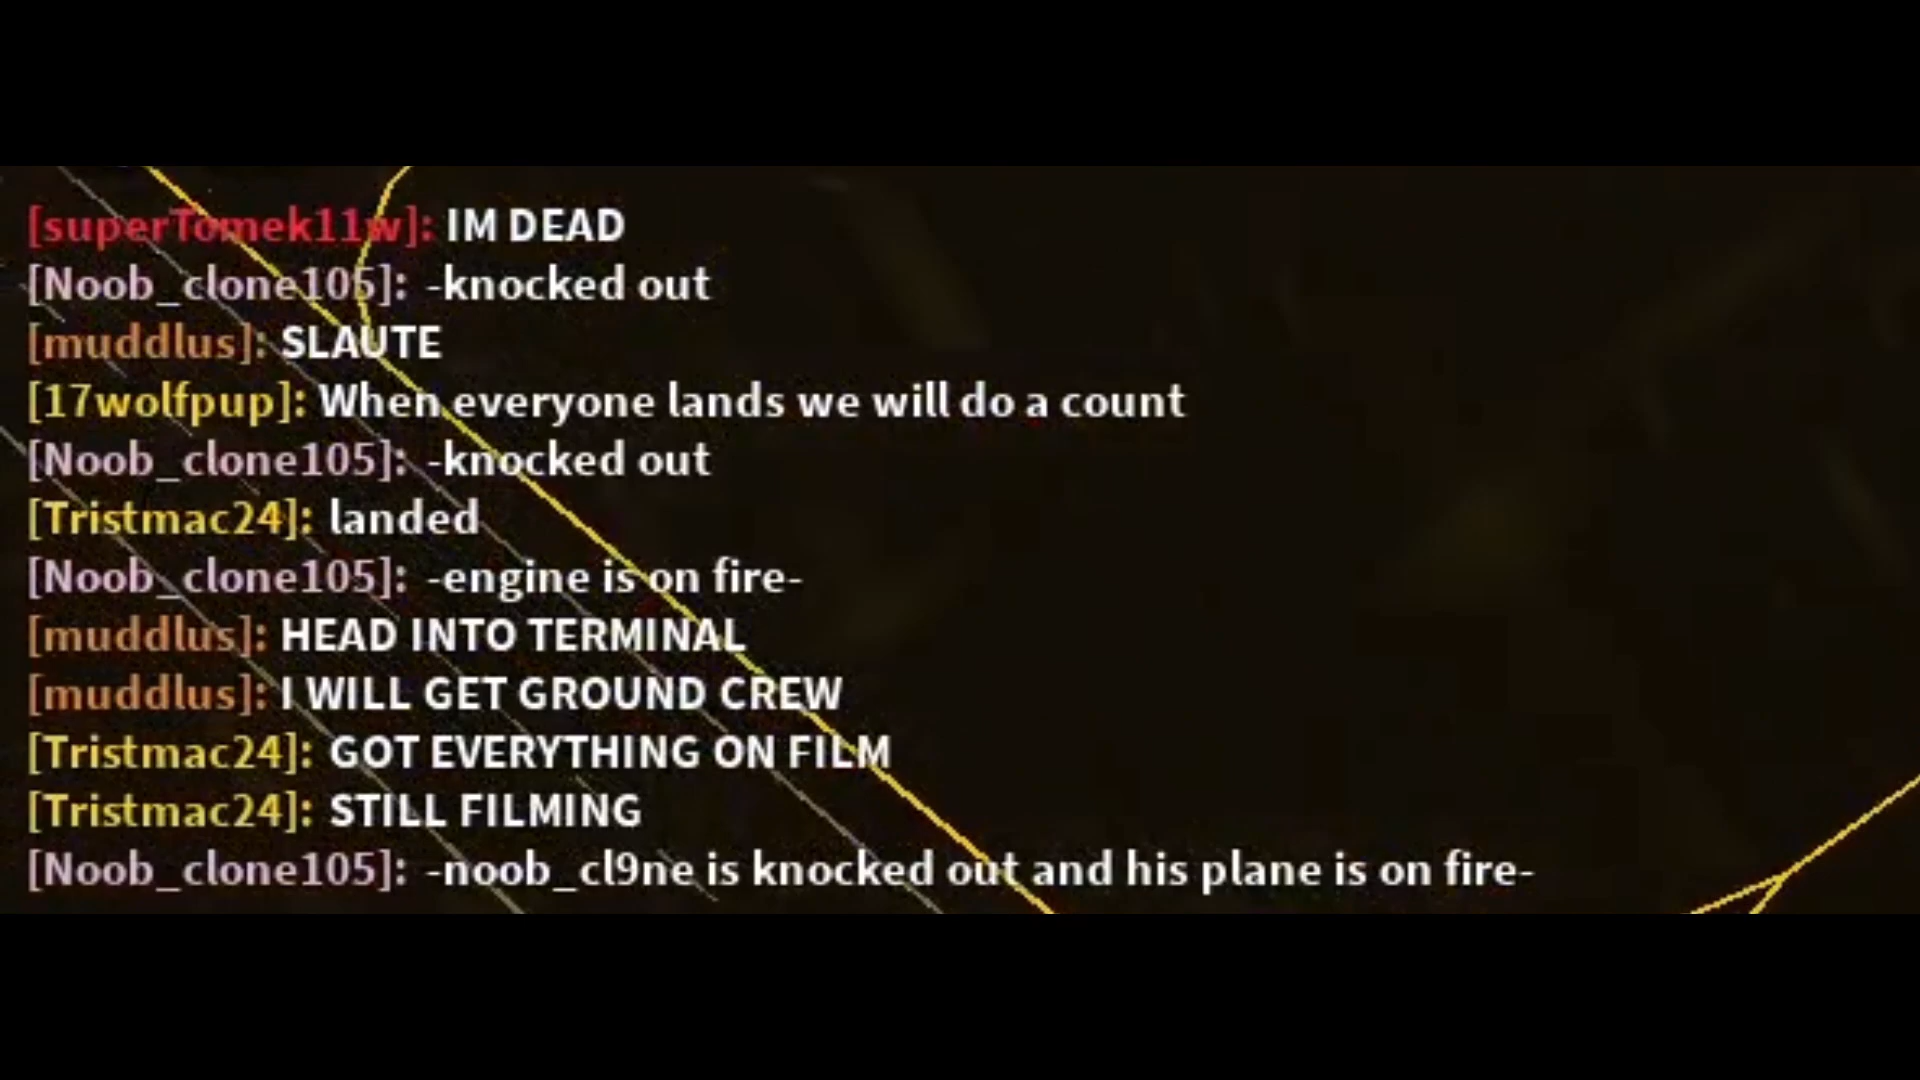 [superTomek11w]: IM DEAD
[Noob_clone105]: -knocked out
[muddlus]: SLAUTE
[17wolfpup]: When everyone lands we will do a count
[Noob_clone105]: -knocked out
[Tristmac24]: landed
[Noob_clone105]: -engine is on fire-
[muddlus]: HEAD INTO TERMINAL
[muddlus]: I WILL GET GROUND CREW
[Tristmac24]: GOT EVERYTHING ON FILM
[Tristmac24]: STILL FILMING
[Noob_clone105]: -noob_cl9ne is knocked out and his plane is on fire-